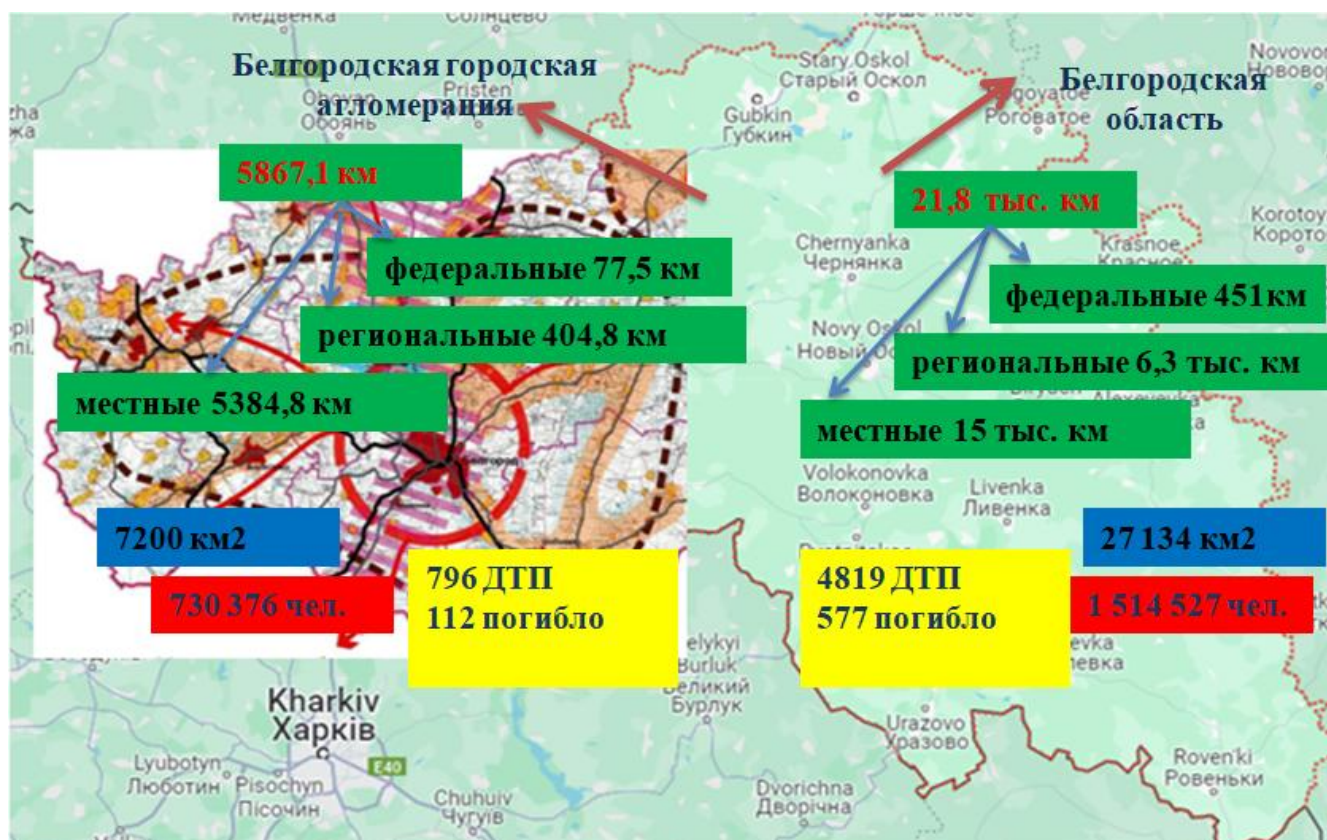 Медвенка
Солнцево
Белгородская городская
агломерация
Белгородская
область
Stary Oskol
Старый Оскол
Gubkin
Губкин
Роговатое
Pristen
Обоянь
5867,1 км
21,8 тыс. км
Chernyanka
Чернянка
Krasnoe
федеральные 77,5 км
федеральные 451км
Novy Oskol
региональные 404,8 км
региональные 6,3 тыс. км
местные 5384,8 км
местные 15 тыс. км
Volokonovka
Волоконовка
Livenka
Ливенка
7200 км2
27 134 км2
730 376 чел.
1 514 527 чел.
796 ДТП
112 погибло
4819 ДТП
577 погибло
Burluk
Великий
Бурлук
Kharkiv
Харків
E40
Urazovo
Уразово
Roven'ki
Ровеньки
Lyubotyn
Люботин
Pisochyn
Пісочин
Chuhuiv
Чугуїв
Dvorichna
Дворічна